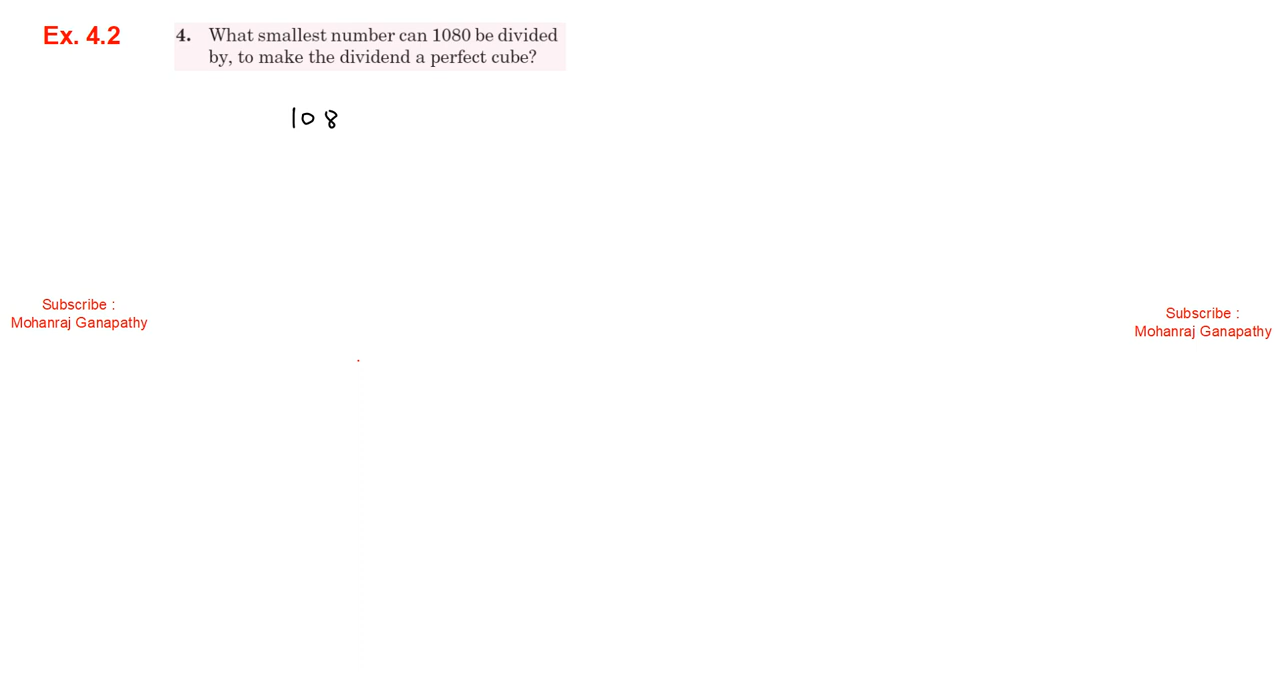 Ex. 4.2
4. What smallest number can 1080 be divided
by, to make the dividend a perfect cube?
108
Subscribe :
Mohanraj Ganapathy
Subscribe :
Mohanraj Ganapathy